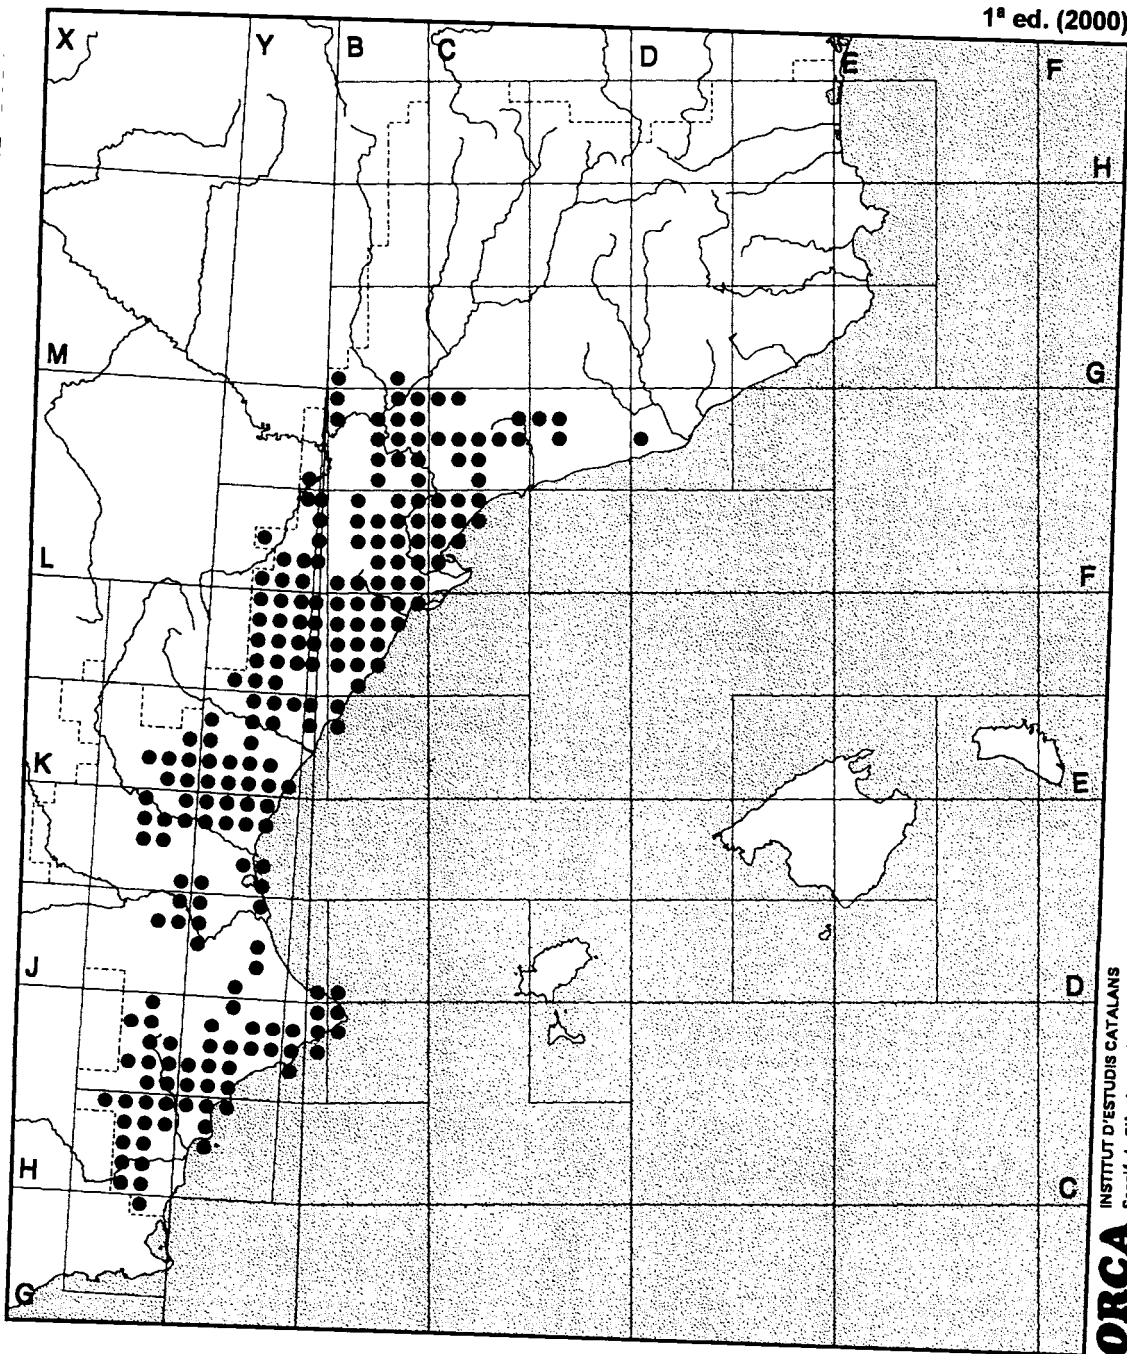 1ª ed. (2000)
X Y B C D E F
H
M G
L F
K E
J D
H C
G
ORCA
INSTITUT D'ESTUDIS CATALANS